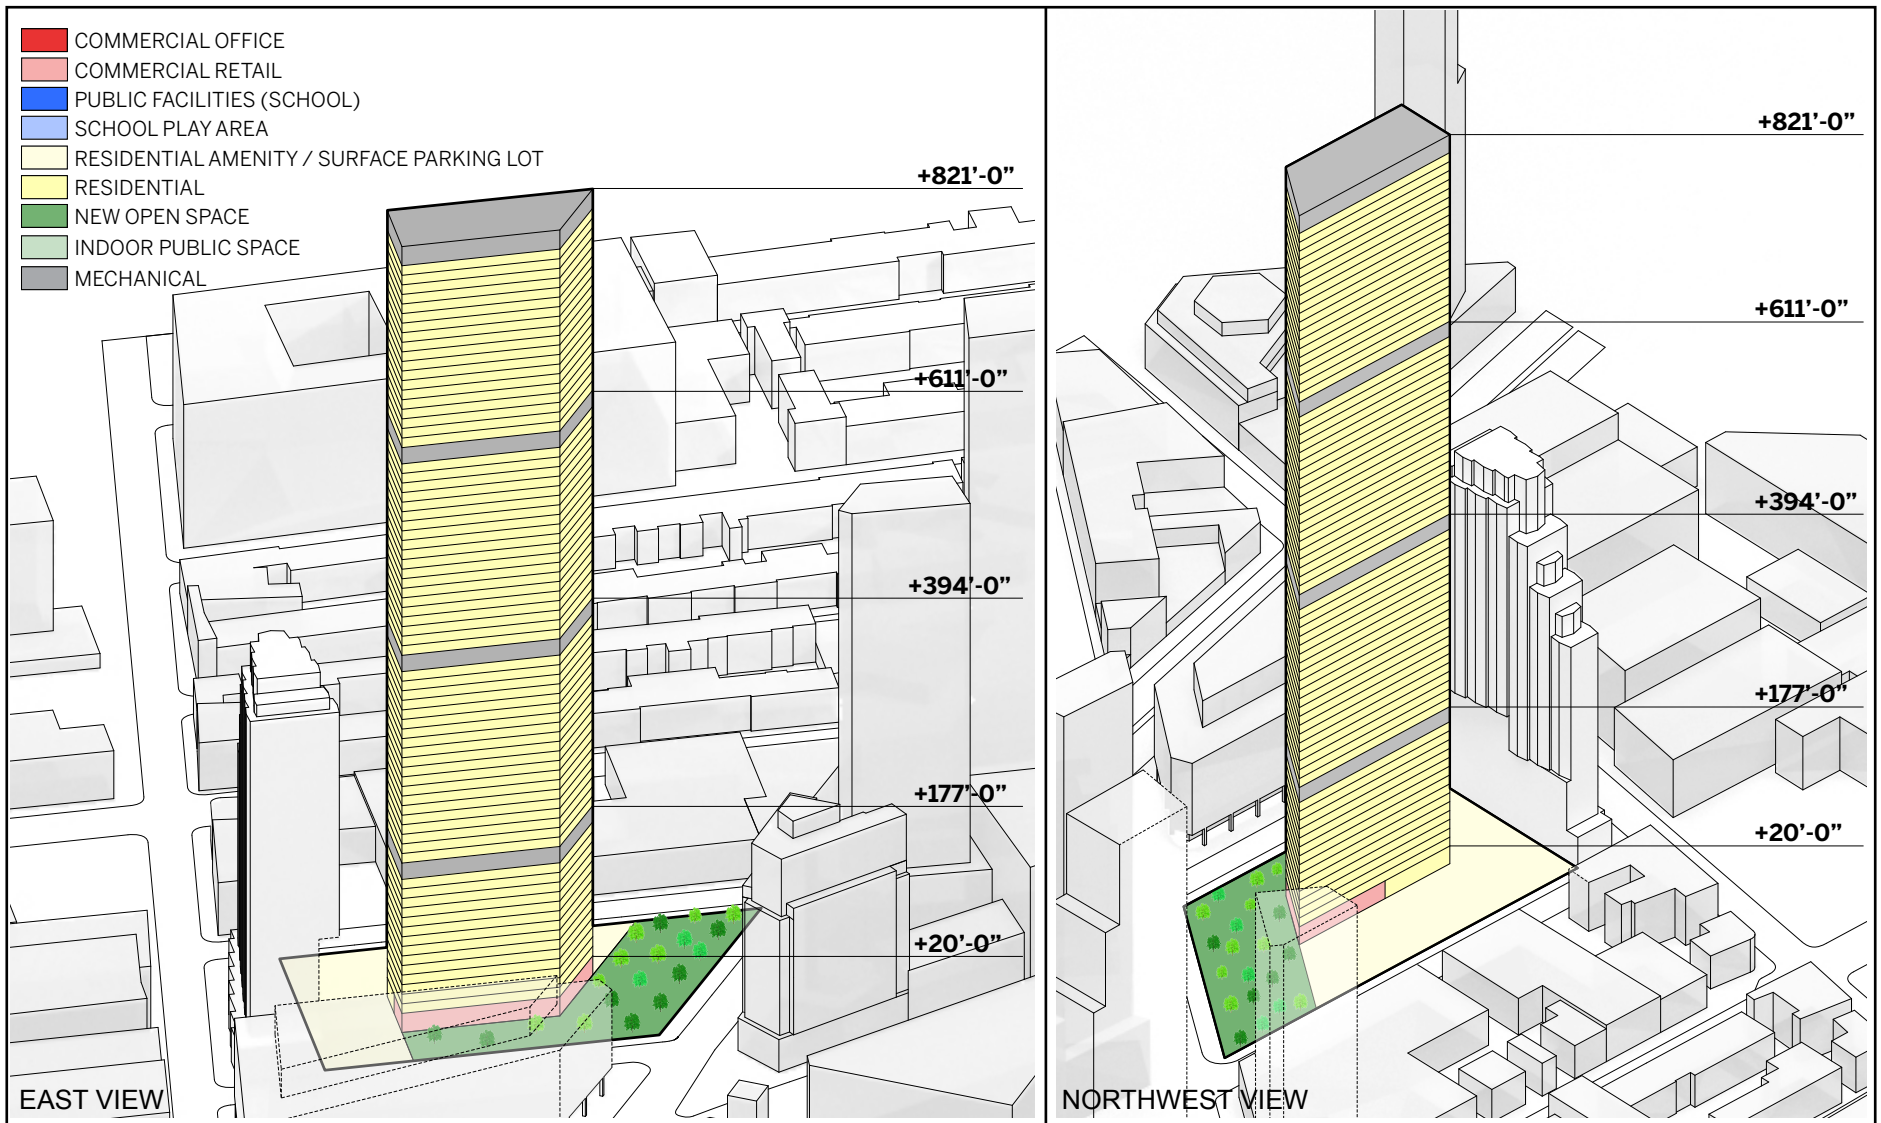 COMMERCIAL OFFICE
COMMERCIAL RETAIL
PUBLIC FACILITIES (SCHOOL)
SCHOOL PLAY AREA
RESIDENTIAL AMENITY / SURFACE PARKING LOT
RESIDENTIAL
NEW OPEN SPACE
INDOOR PUBLIC SPACE
MECHANICAL
+821'-0”
+611'-0”
+394'-0”
+177'-0”
+20'-0”
EAST VIEW
+821'-0”
+611'-0”
+394'-0”
+177'-0”
+20'-0”
NORTHWEST VIEW